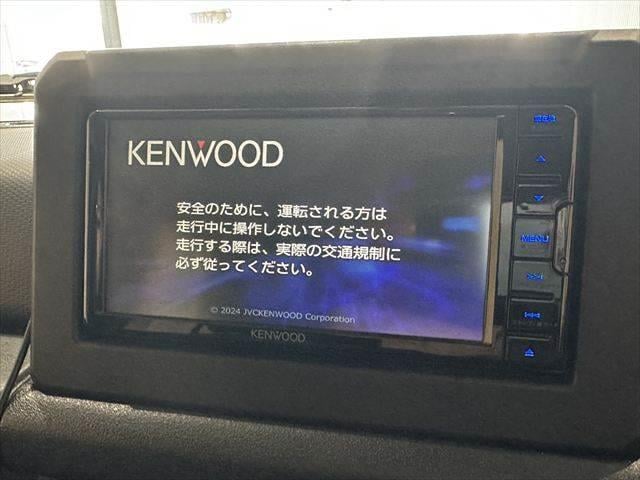 KENWOOD
安全のために、運転される方は
走行中に操作しないでください。
走行する際は、実際の交通規制に
必ず従ってください。
© 2024 JVCKENWOOD Corporation
KENWOOD
MENU